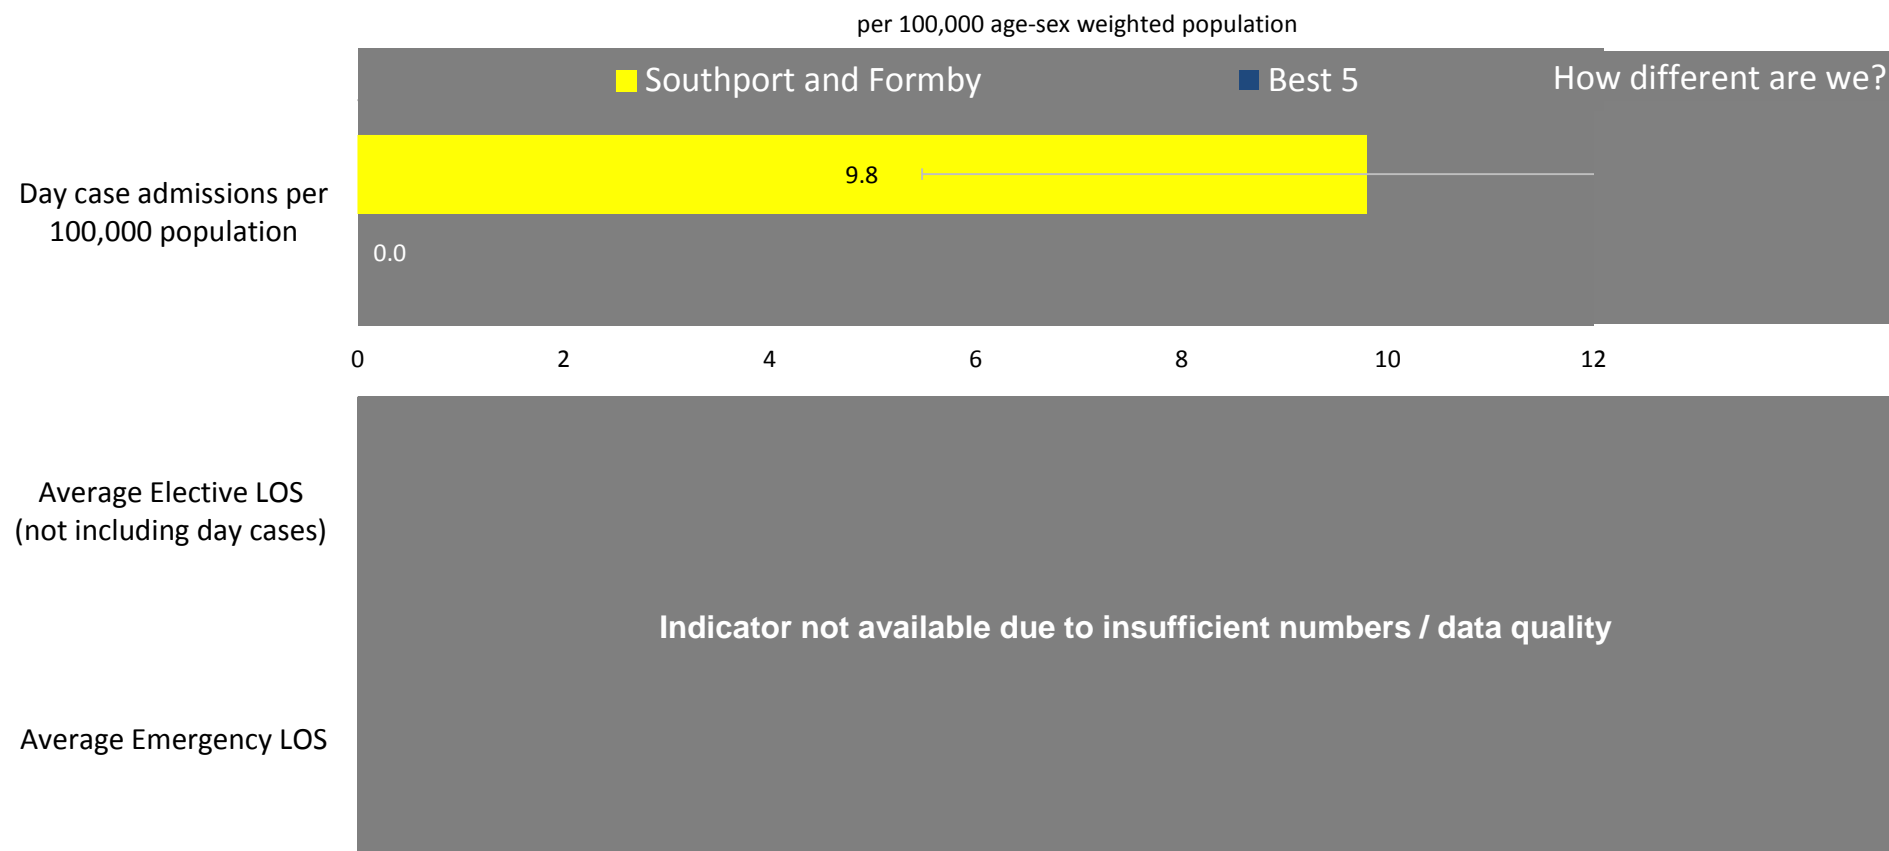 per 100,000 age-sex weighted population
Southport and Formby
Best 5
How different are we?
Day case admissions per
100,000 population
9.8
0.0
0 2 4 6 8 10 12
Average Elective LOS
(not including day cases)
Indicator not available due to insufficient numbers / data quality
Average Emergency LOS